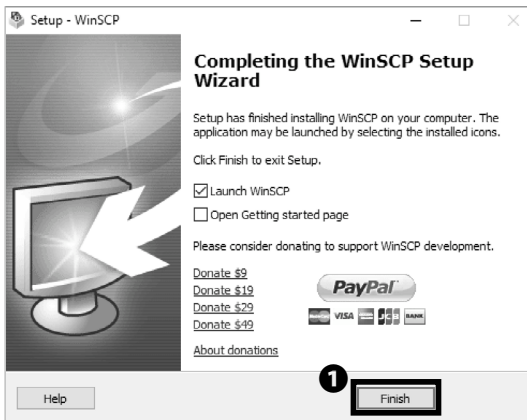 Setup - WinSCP
Completing the WinSCP Setup
Wizard
Setup has finished installing WinSCP on your computer. The
application may be launched by selecting the installed icons.
Click Finish to exit Setup.
Launch WinSCP
Open Getting started page
Please consider donating to support WinSCP development.
Donate $9
Donate $19
Donate $29
Donate $49
PayPal
VISA JCB BANK
About donations
1
Help
Finish